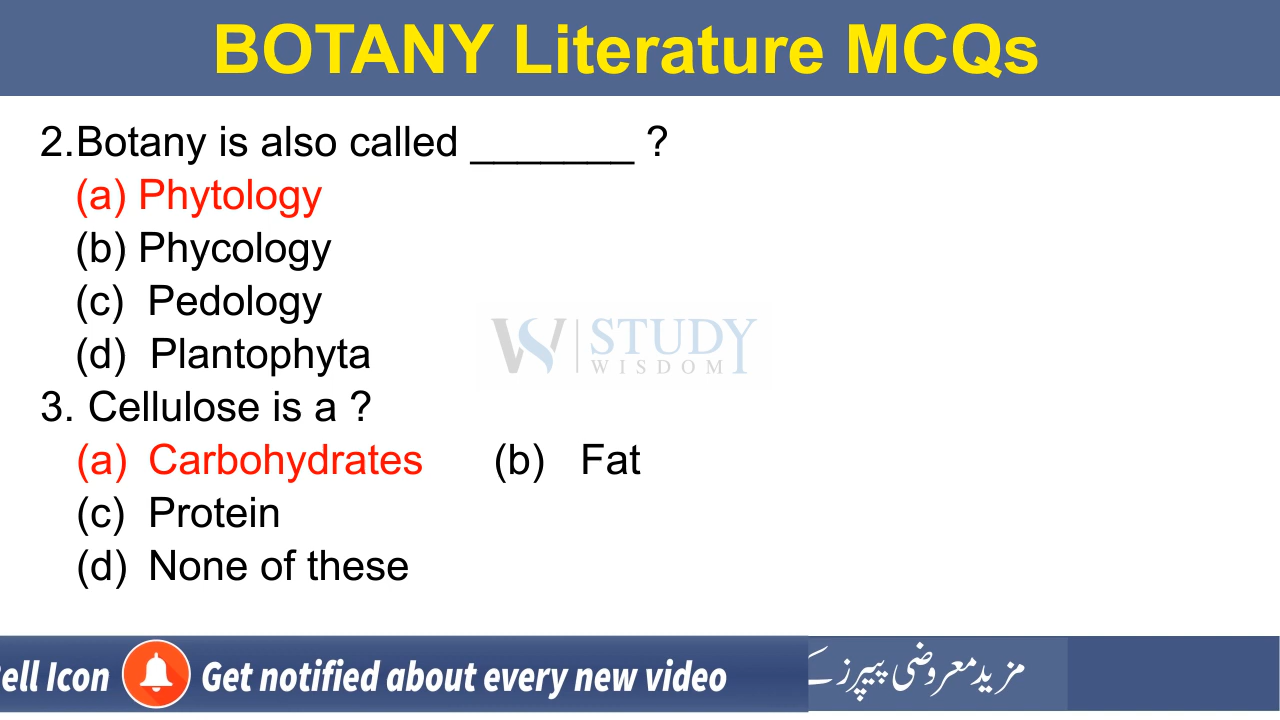 BOTANY Literature MCQs
2.Botany is also called _______ ?
(a) Phytology
(b) Phycology
(c) Pedology
(d) Plantophyta
WS STUDY
WISDOM
3. Cellulose is a ?
(a) Carbohydrates (b) Fat
(c) Protein
(d) None of these
ell Icon Get notified about every new video
مزید معروضی پیپرز کے